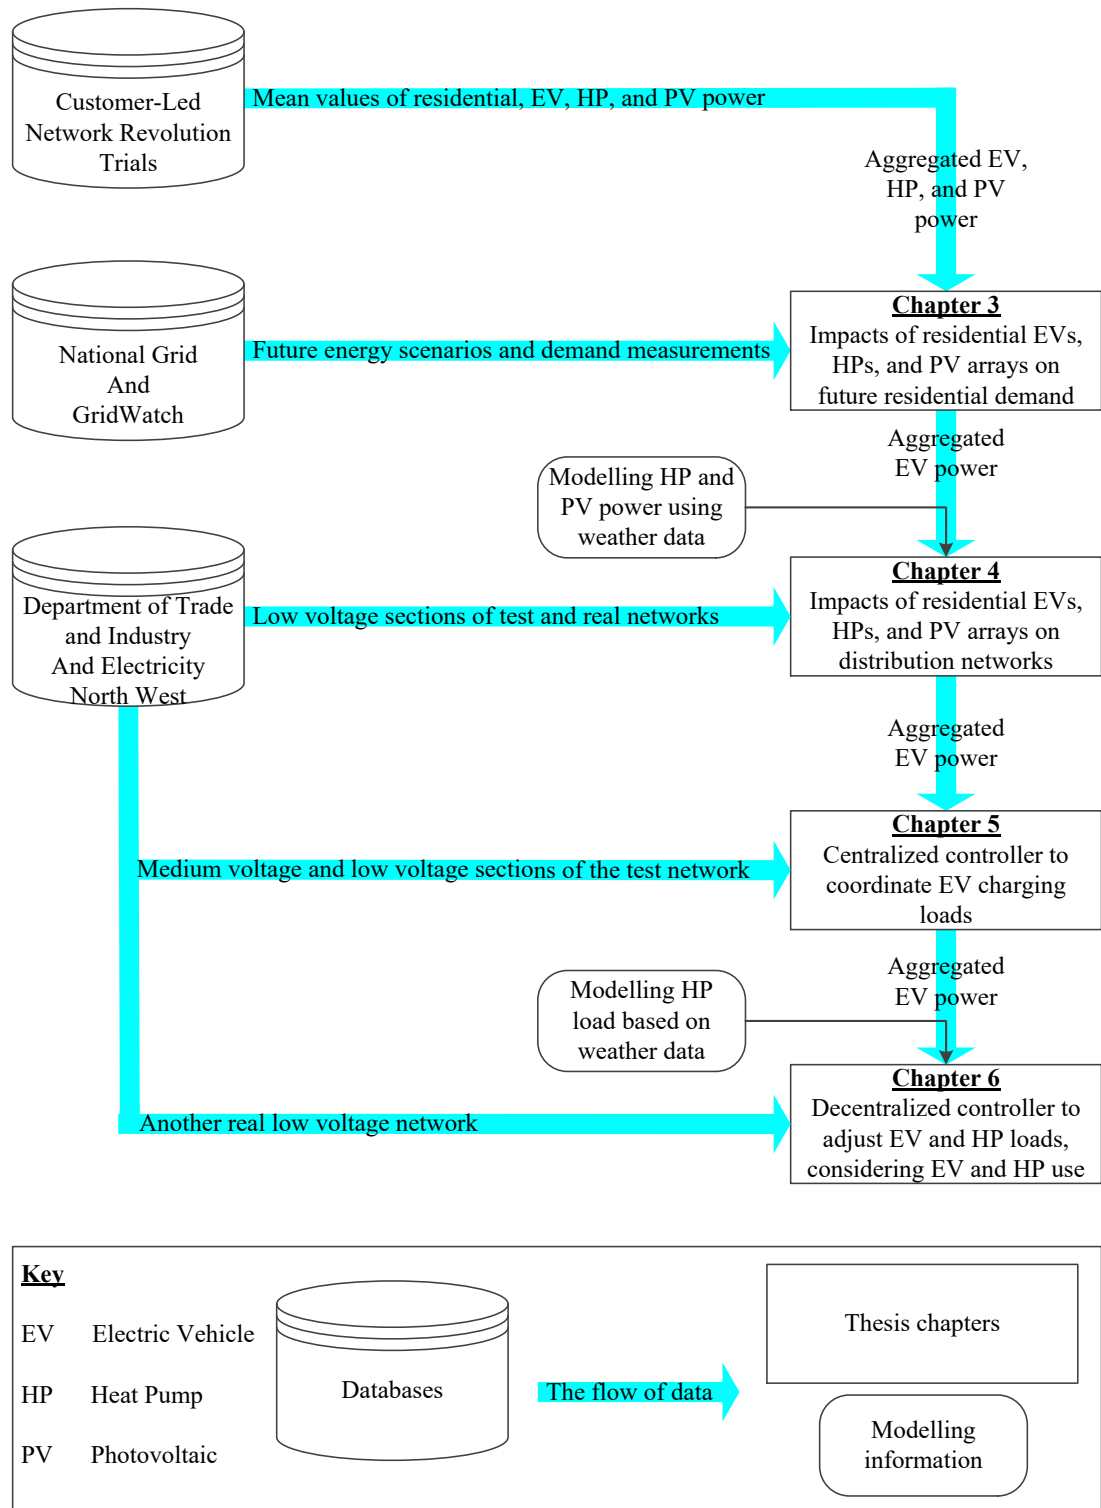 Customer-Led
Network Revolution
Trials
Mean values of residential, EV, HP, and PV power
Aggregated EV,
HP, and PV
power
National Grid
And
GridWatch
Future energy scenarios and demand measurements
Chapter 3
Impacts of residential EVs,
HPs, and PV arrays on
future residential demand
Aggregated
EV power
Modelling HP and
PV power using
weather data
Department of Trade
and Industry
And Electricity
North West
Low voltage sections of test and real networks
Chapter 4
Impacts of residential EVs,
HPs, and PV arrays on
distribution networks
Aggregated
EV power
Medium voltage and low voltage sections of the test network
Chapter 5
Centralized controller to
coordinate EV charging
loads
Aggregated
EV power
Modelling HP
load based on
weather data
Another real low voltage network
Chapter 6
Decentralized controller to
adjust EV and HP loads,
considering EV and HP use
Key
EV Electric Vehicle
HP Heat Pump
PV Photovoltaic
Databases
The flow of data
Thesis chapters
Modelling
information